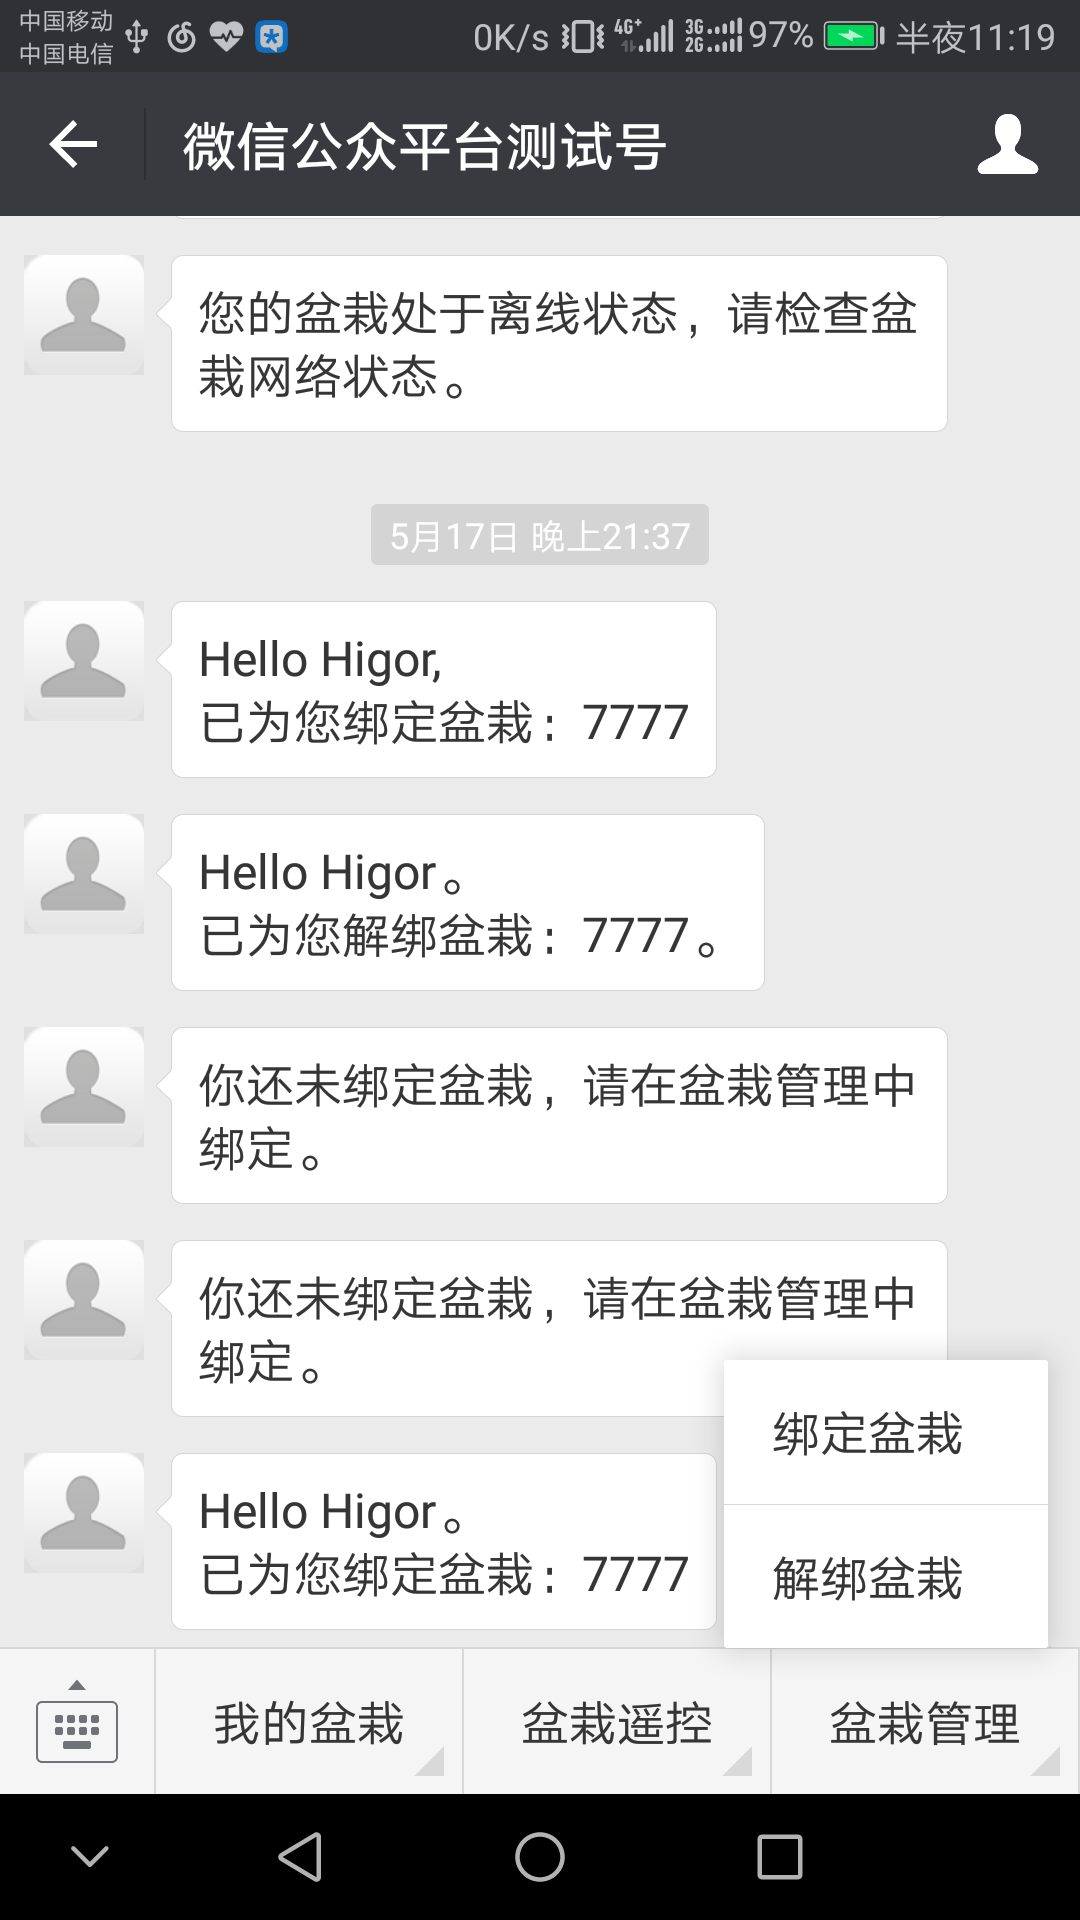 中国移动
中国电信
0K/s 4G+ 3G 2G 97% 半夜11:19
微信公众平台测试号
您的盆栽处于离线状态，请检查盆
栽网络状态。
5月17日 晚上21:37
Hello Higor,
已为您绑定盆栽：7777
Hello Higor。
已为您解绑盆栽：7777。
你还未绑定盆栽，请在盆栽管理中
绑定。
你还未绑定盆栽，请在盆栽管理中
绑定。
Hello Higor。
已为您绑定盆栽：7777
绑定盆栽
解绑盆栽
我的盆栽
盆栽遥控
盆栽管理